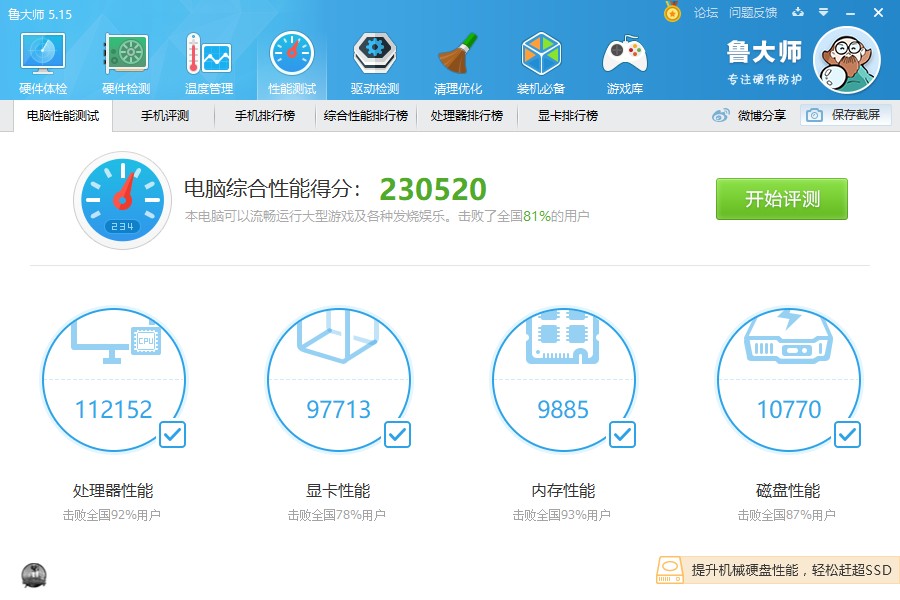 鲁大师 5.15
论坛 问题反馈
硬件体检 硬件检测 温度管理 性能测试 驱动检测 清理优化 装机必备 游戏库
鲁大师
专注硬件防护
电脑性能测试 手机评测 手机排行榜 综合性能排行榜 处理器排行榜 显卡排行榜 微博分享 保存截屏
电脑综合性能得分： 230520
本电脑可以流畅运行大型游戏及各种发烧娱乐。击败了全国81%的用户
开始评测
234
CPU
112152 97713 9885 10770
处理器性能 显卡性能 内存性能 磁盘性能
击败全国92%用户 击败全国78%用户 击败全国93%用户 击败全国87%用户
提升机械硬盘性能，轻松赶超SSD